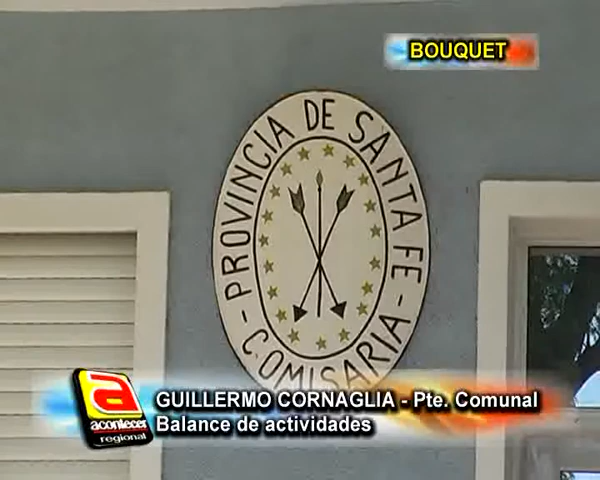 BOUQUET
PROVINCIA DE SANTA FE
- COMISARIA -
a
acontecer
regional
GUILLERMO CORNAGLIA - Pte. Comunal
Balance de actividades